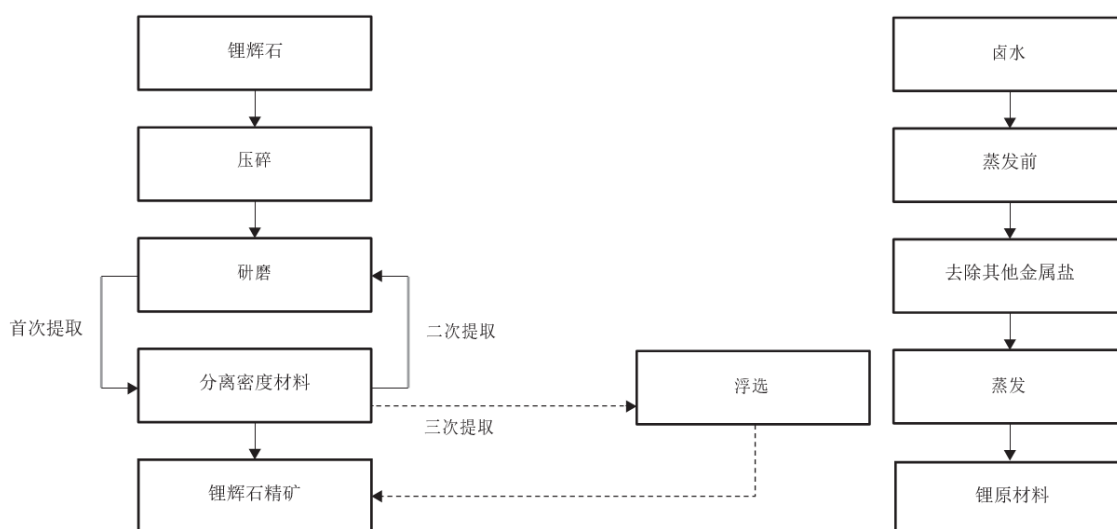 锂辉石
压碎
研磨
首次提取
二次提取
分离密度材料
三次提取
浮选
锂辉石精矿
卤水
蒸发前
去除其他金属盐
蒸发
锂原材料